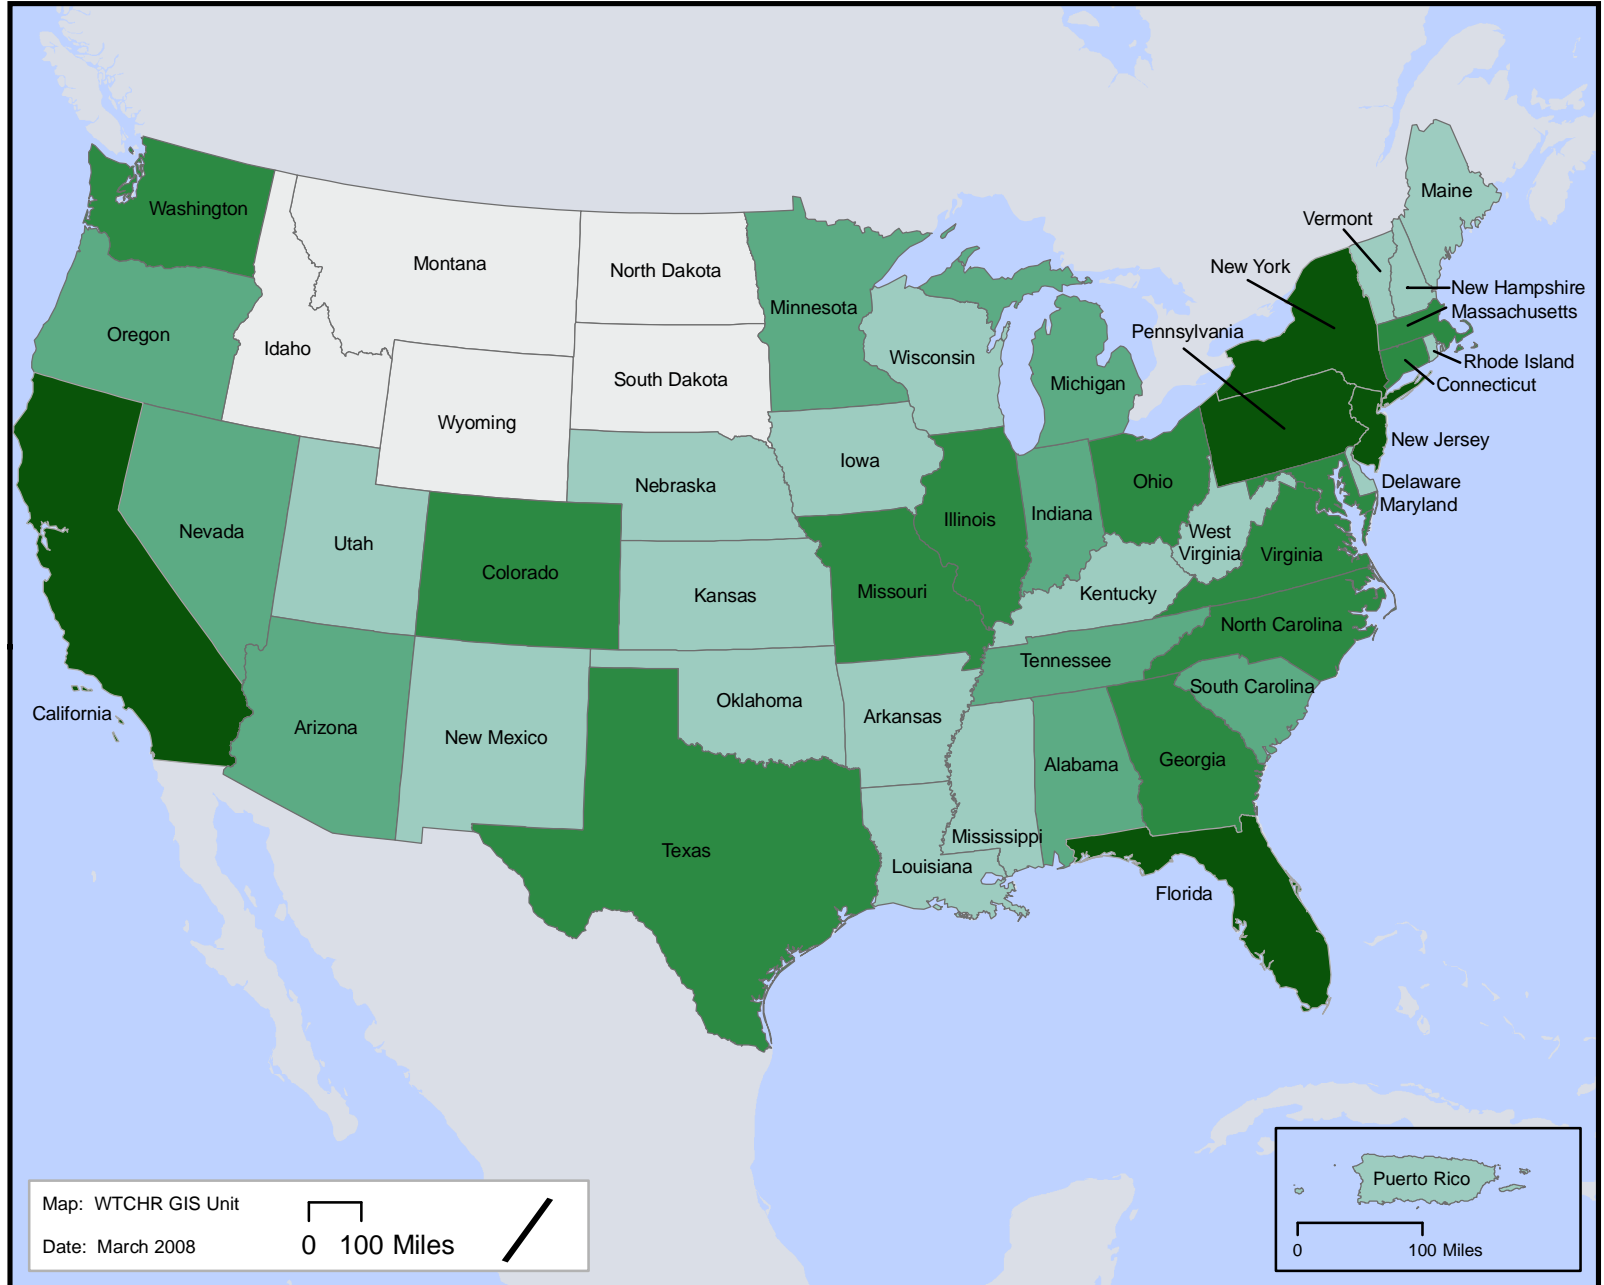 Maine
Washington
Vermont
Montana
New York
North Dakota
New Hampshire
Minnesota
Massachusetts
Pennsylvania
Oregon
Idaho
Wisconsin
Rhode Island
South Dakota
Michigan
Connecticut
Wyoming
New Jersey
Iowa
Nebraska
Ohio
Delaware
Maryland
Illinois
Indiana
Nevada
Utah
West
Virginia
Virginia
Colorado
Kansas
Missouri
Kentucky
North Carolina
Tennessee
South Carolina
Oklahoma
California
Arkansas
Arizona
New Mexico
Georgia
Alabama
Mississippi
Texas
Louisiana
Florida
Puerto Rico
0 100 Miles
Map: WTCHR GIS Unit
Date: March 2008
0 100 Miles